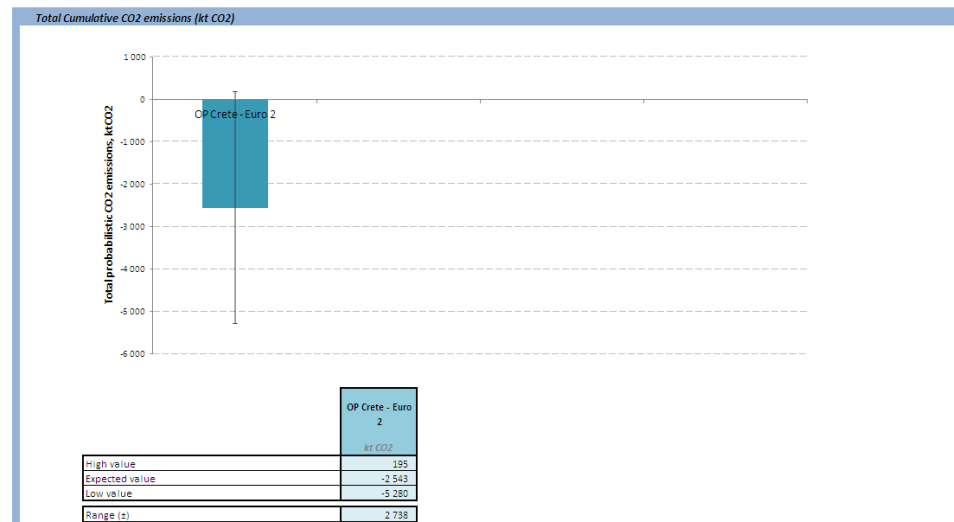 Total Cumulative CO2 emissions (kt CO2)
1 000
0
OP Crete - Euro 2
-1 000
-2 000
-3 000
-4 000
-5 000
-6 000
Total probabilistic CO2 emissions, ktCO2
OP Crete - Euro
2
kt CO2
High value 195
Expected value -2 543
Low value -5 280
Range (±) 2 738